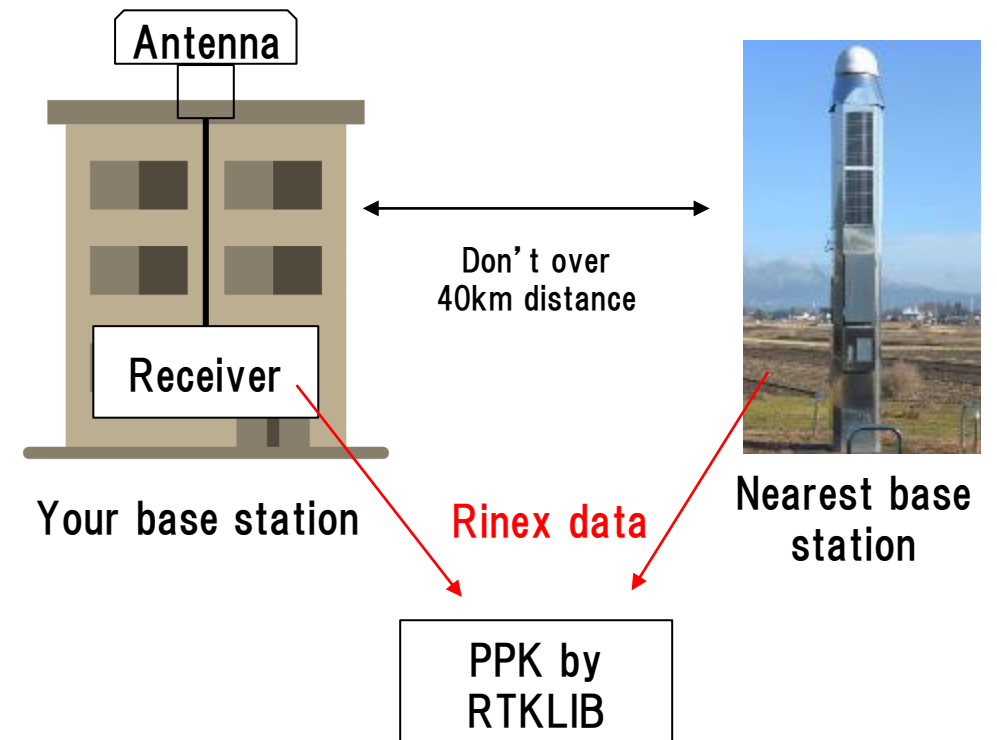 Antenna
Don't over
40km distance
Receiver
Your base station
Rinex data
Nearest base
station
PPK by
RTKLIB